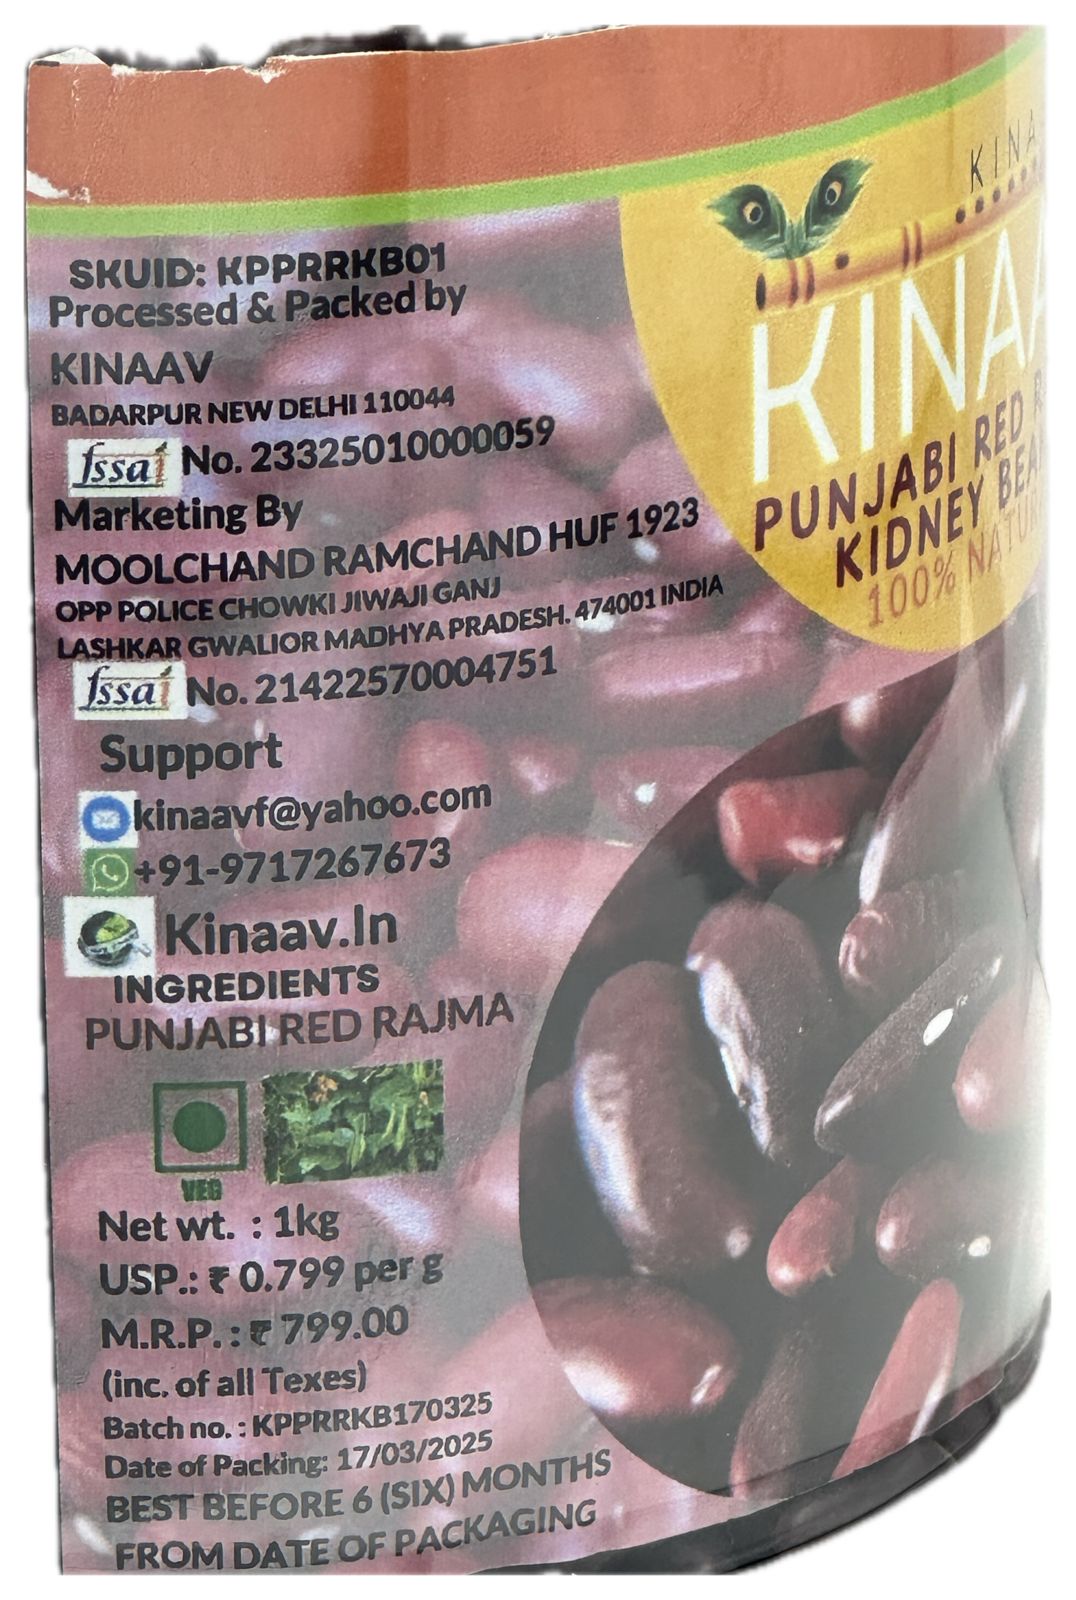 SKUID: KPPRRKB01
Processed & Packed by
KINAAV
BADARPUR NEW DELHI 110044
fssai No. 23325010000059
Marketing By
MOOLCHAND RAMCHAND HUF 1923
OPP POLICE CHOWKI JIWAJI GANJ
LASHKAR GWALIOR MADHYA PRADESH. 474001 INDIA
fssai No. 21422570004751
Support
kinaavf@yahoo.com
+91-9717267673
Kinaav.In
INGREDIENTS
PUNJABI RED RAJMA
VEG
Net wt. : 1kg
USP.: ₹ 0.799 per g
M.R.P. : ₹ 799.00
(inc. of all Texes)
Batch no. : KPPRRKB170325
Date of Packing: 17/03/2025
BEST BEFORE 6 (SIX) MONTHS
FROM DATE OF PACKAGING
KINA
KINAA
PUNJABI RED
KIDNEY
100%